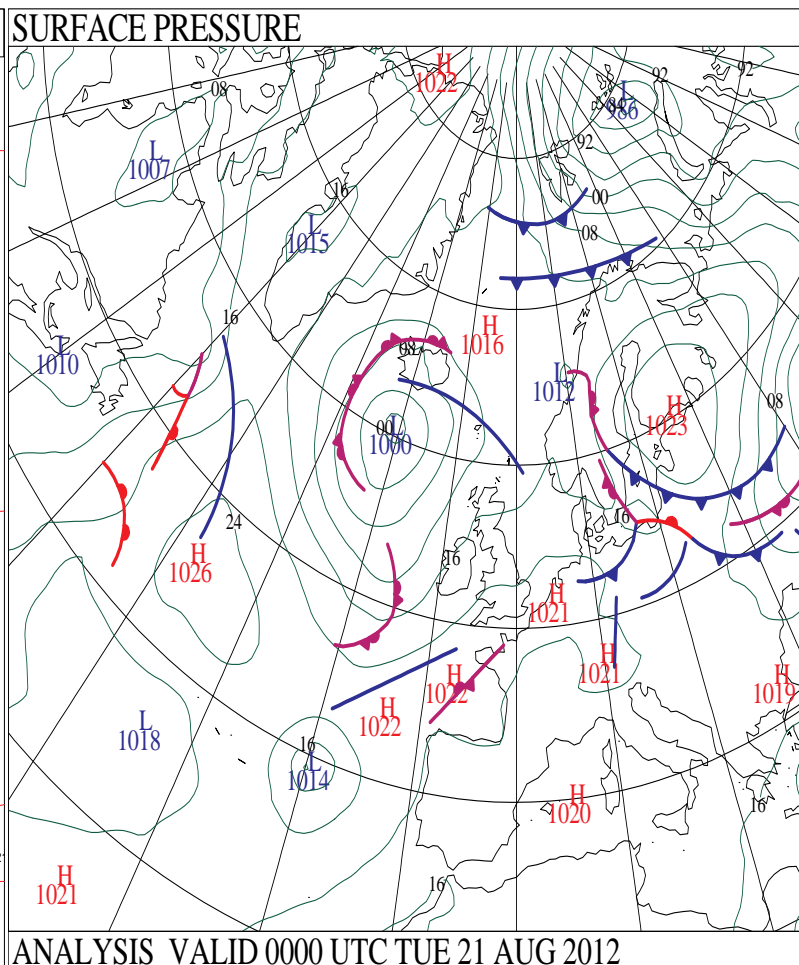 SURFACE PRESSURE
H
1022
92
92
L
986
08
L
1007
92
16
00
L
1015
08
16
H
1016
L
1010
08
L
1012
H
1023
08
00
L
1000
24
16
H
1026
16
H
1021
H
1021
H
1022
H
1022
H
1019
L
1018
16
L
1014
H
1020
16
H
1021
16
ANALYSIS VALID 0000 UTC TUE 21 AUG 2012